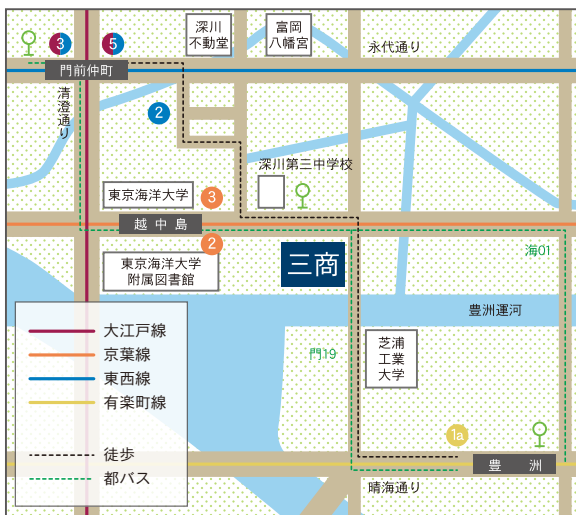 深川
不動堂
富岡
八幡宮
永代通り
3
5
門前仲町
清澄通り
2
深川第三中学校
東京海洋大学
3
越中島
2
東京海洋大学
附属図書館
三商
海01
豊洲運河
大江戸線
京葉線
東西線
有楽町線
徒歩
都バス
門19
芝浦
工業
大学
1a
豊洲
晴海通り